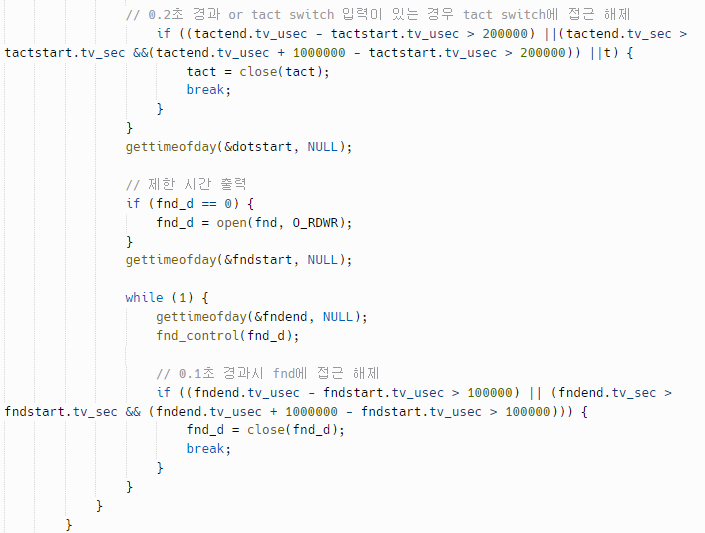 // 0.2초 경과 or tact switch 입력이 있는 경우 tact switch에 접근 해제
if ((tactend.tv_usec - tactstart.tv_usec > 200000) ||(tactend.tv_sec >
tactstart.tv_sec &&(tactend.tv_usec + 1000000 - tactstart.tv_usec > 200000)) ||t) {
tact = close(tact);
break;
}
}
gettimeofday(&dotstart, NULL);
// 제한 시간 출력
if (fnd_d == 0) {
fnd_d = open(fnd, O_RDWR);
}
gettimeofday(&fndstart, NULL);
while (1) {
gettimeofday(&fndend, NULL);
fnd_control(fnd_d);
// 0.1초 경과시 fnd에 접근 해제
if ((fndend.tv_usec - fndstart.tv_usec > 100000) || (fndend.tv_sec >
fndstart.tv_sec && (fndend.tv_usec + 1000000 - fndstart.tv_usec > 100000))) {
fnd_d = close(fnd_d);
break;
}
}
}
}